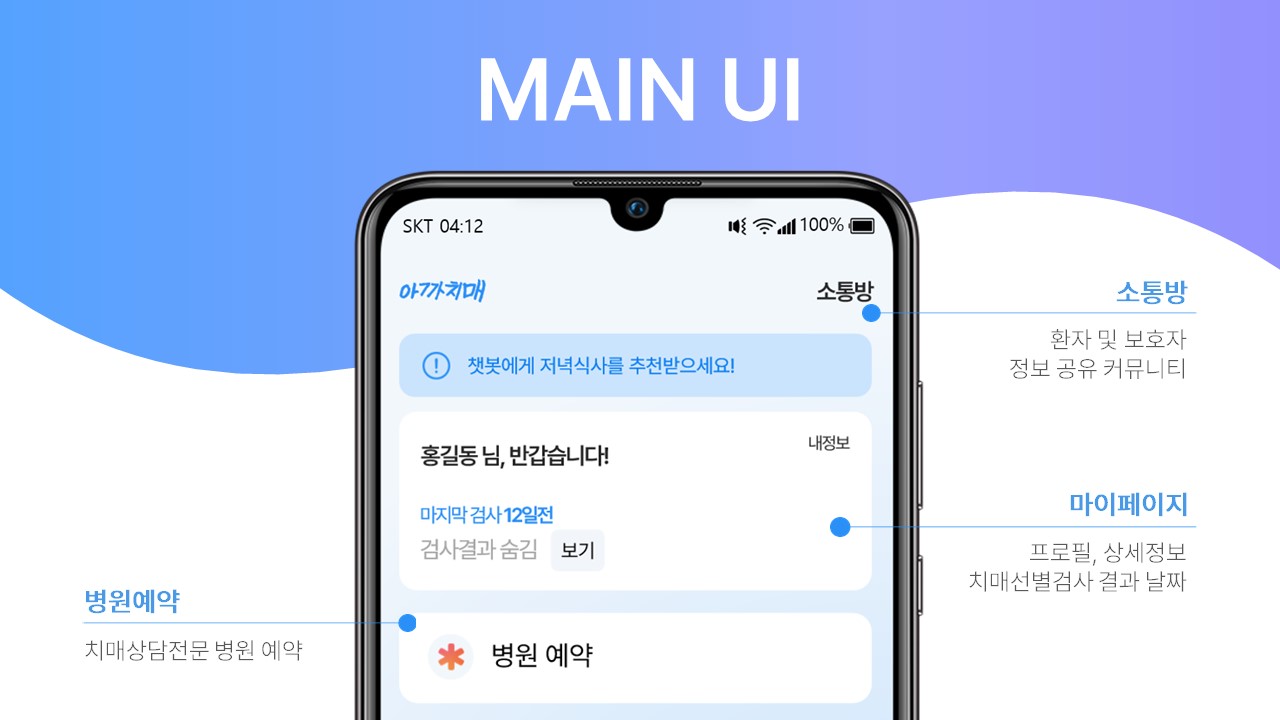 MAIN UI
SKT 04:12
100%
아까치매
소통방
챗봇에게 저녁식사를 추천받으세요!
홍길동 님, 반갑습니다!
내정보
마지막 검사 12일전
검사결과 숨김
보기
병원 예약
소통방
환자 및 보호자
정보 공유 커뮤니티
마이페이지
프로필, 상세정보
치매선별검사 결과 날짜
병원예약
치매상담전문 병원 예약